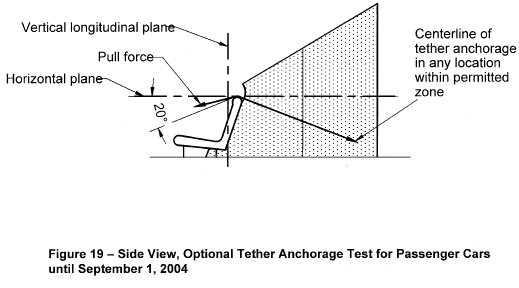 Vertical longitudinal plane
Pull force
Horizontal plane
20°
Centerline of
tether anchorage
in any location
within permitted
zone
Figure 19 – Side View, Optional Tether Anchorage Test for Passenger Cars
until September 1, 2004